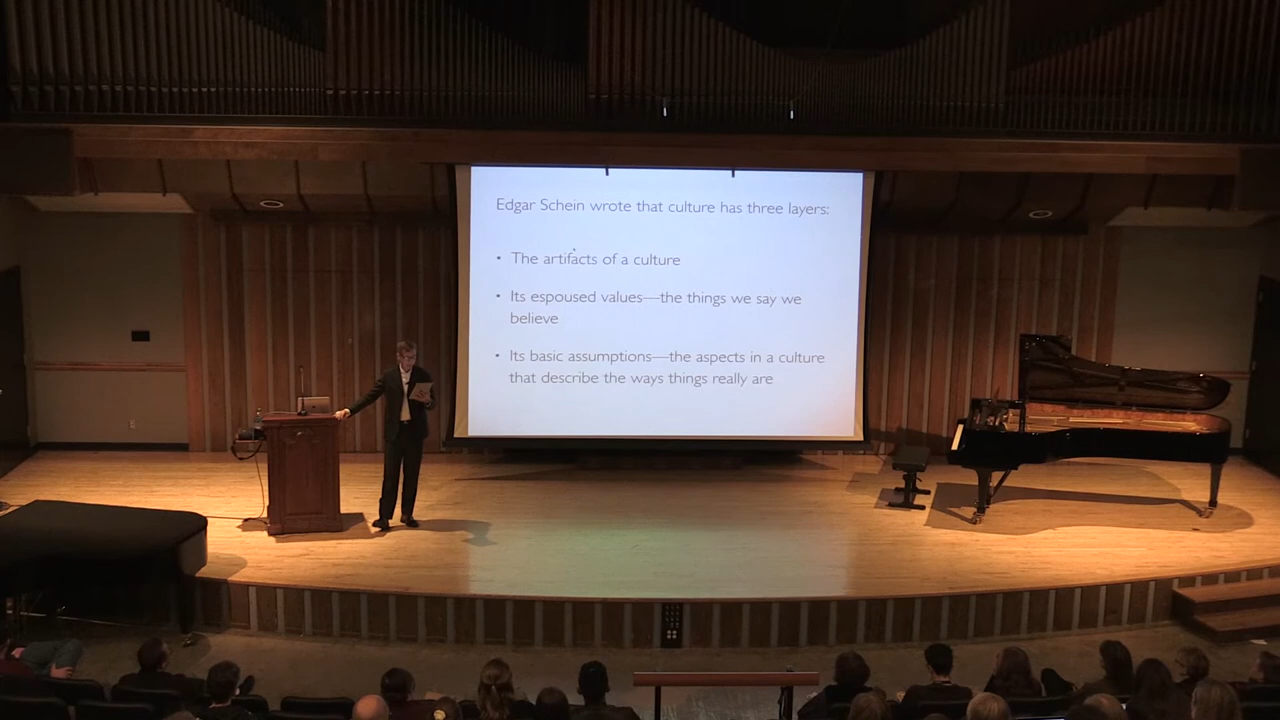 Edgar Schein wrote that culture has three layers:
• The artifacts of a culture
• Its espoused values—the things we say we
believe
• Its basic assumptions—the aspects in a culture
that describe the ways things really are